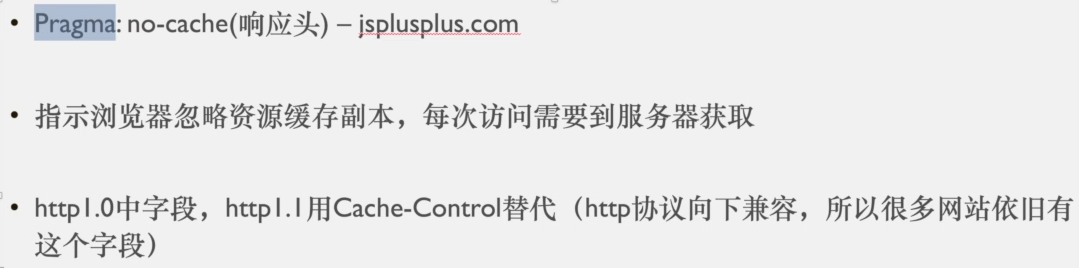 • Pragma: no-cache(响应头) – jsplusplus.com
• 指示浏览器忽略资源缓存副本，每次访问需要到服务器获取
• http1.0中字段，http1.1用Cache-Control替代（http协议向下兼容，所以很多网站依旧有
这个字段）